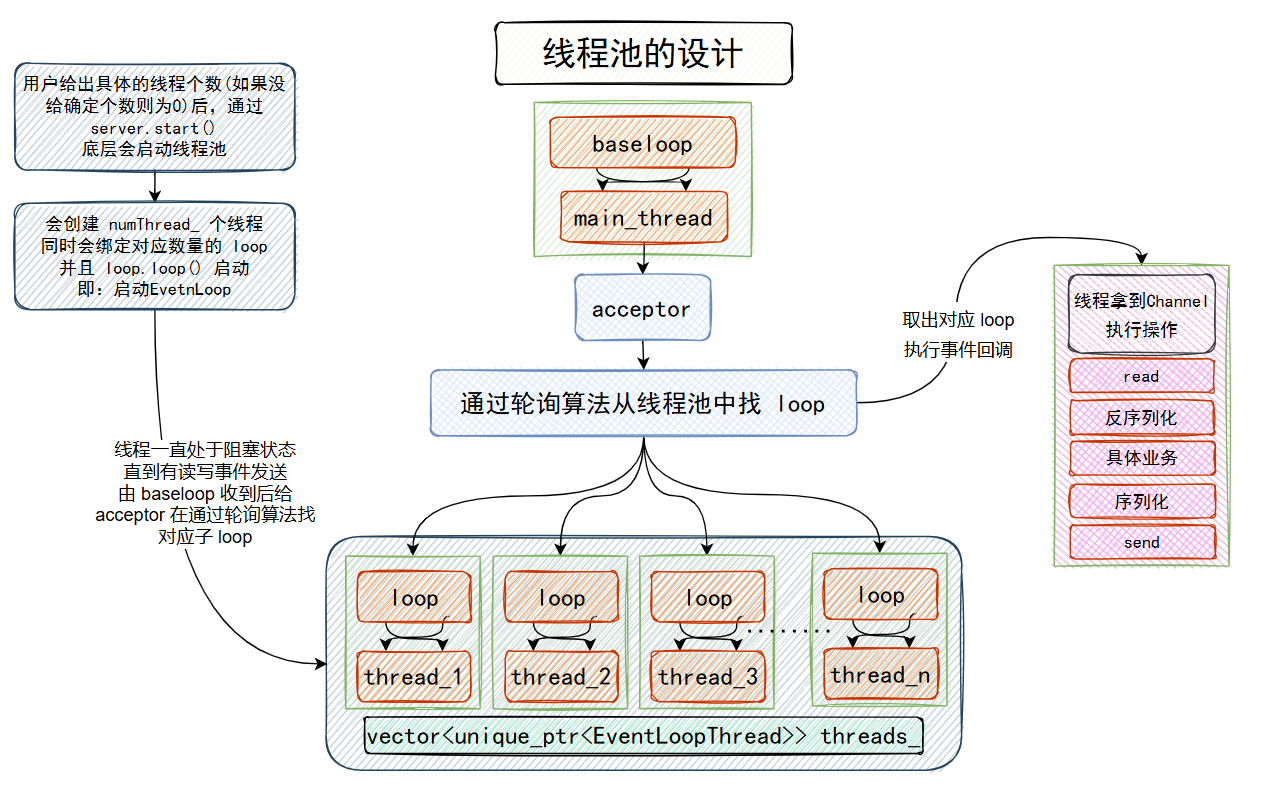 线程池的设计
用户给出具体的线程个数(如果没
给确定个数则为0)后，通过
server.start()
底层会启动线程池
会创建 numThread_ 个线程
同时会绑定对应数量的 loop
并且 loop.loop() 启动
即：启动EvetnLoop
线程一直处于阻塞状态
直到有读写事件发送
由 baseloop 收到后给
acceptor 在通过轮询算法找
对应子 loop
baseloop
main_thread
acceptor
通过轮询算法从线程池中找 loop
取出对应 loop
执行事件回调
线程拿到Channel
执行操作
read
反序列化
具体业务
序列化
send
loop
thread_1
loop
thread_2
loop
thread_3
........
loop
thread_n
vector<unique_ptr<EventLoopThread>> threads_